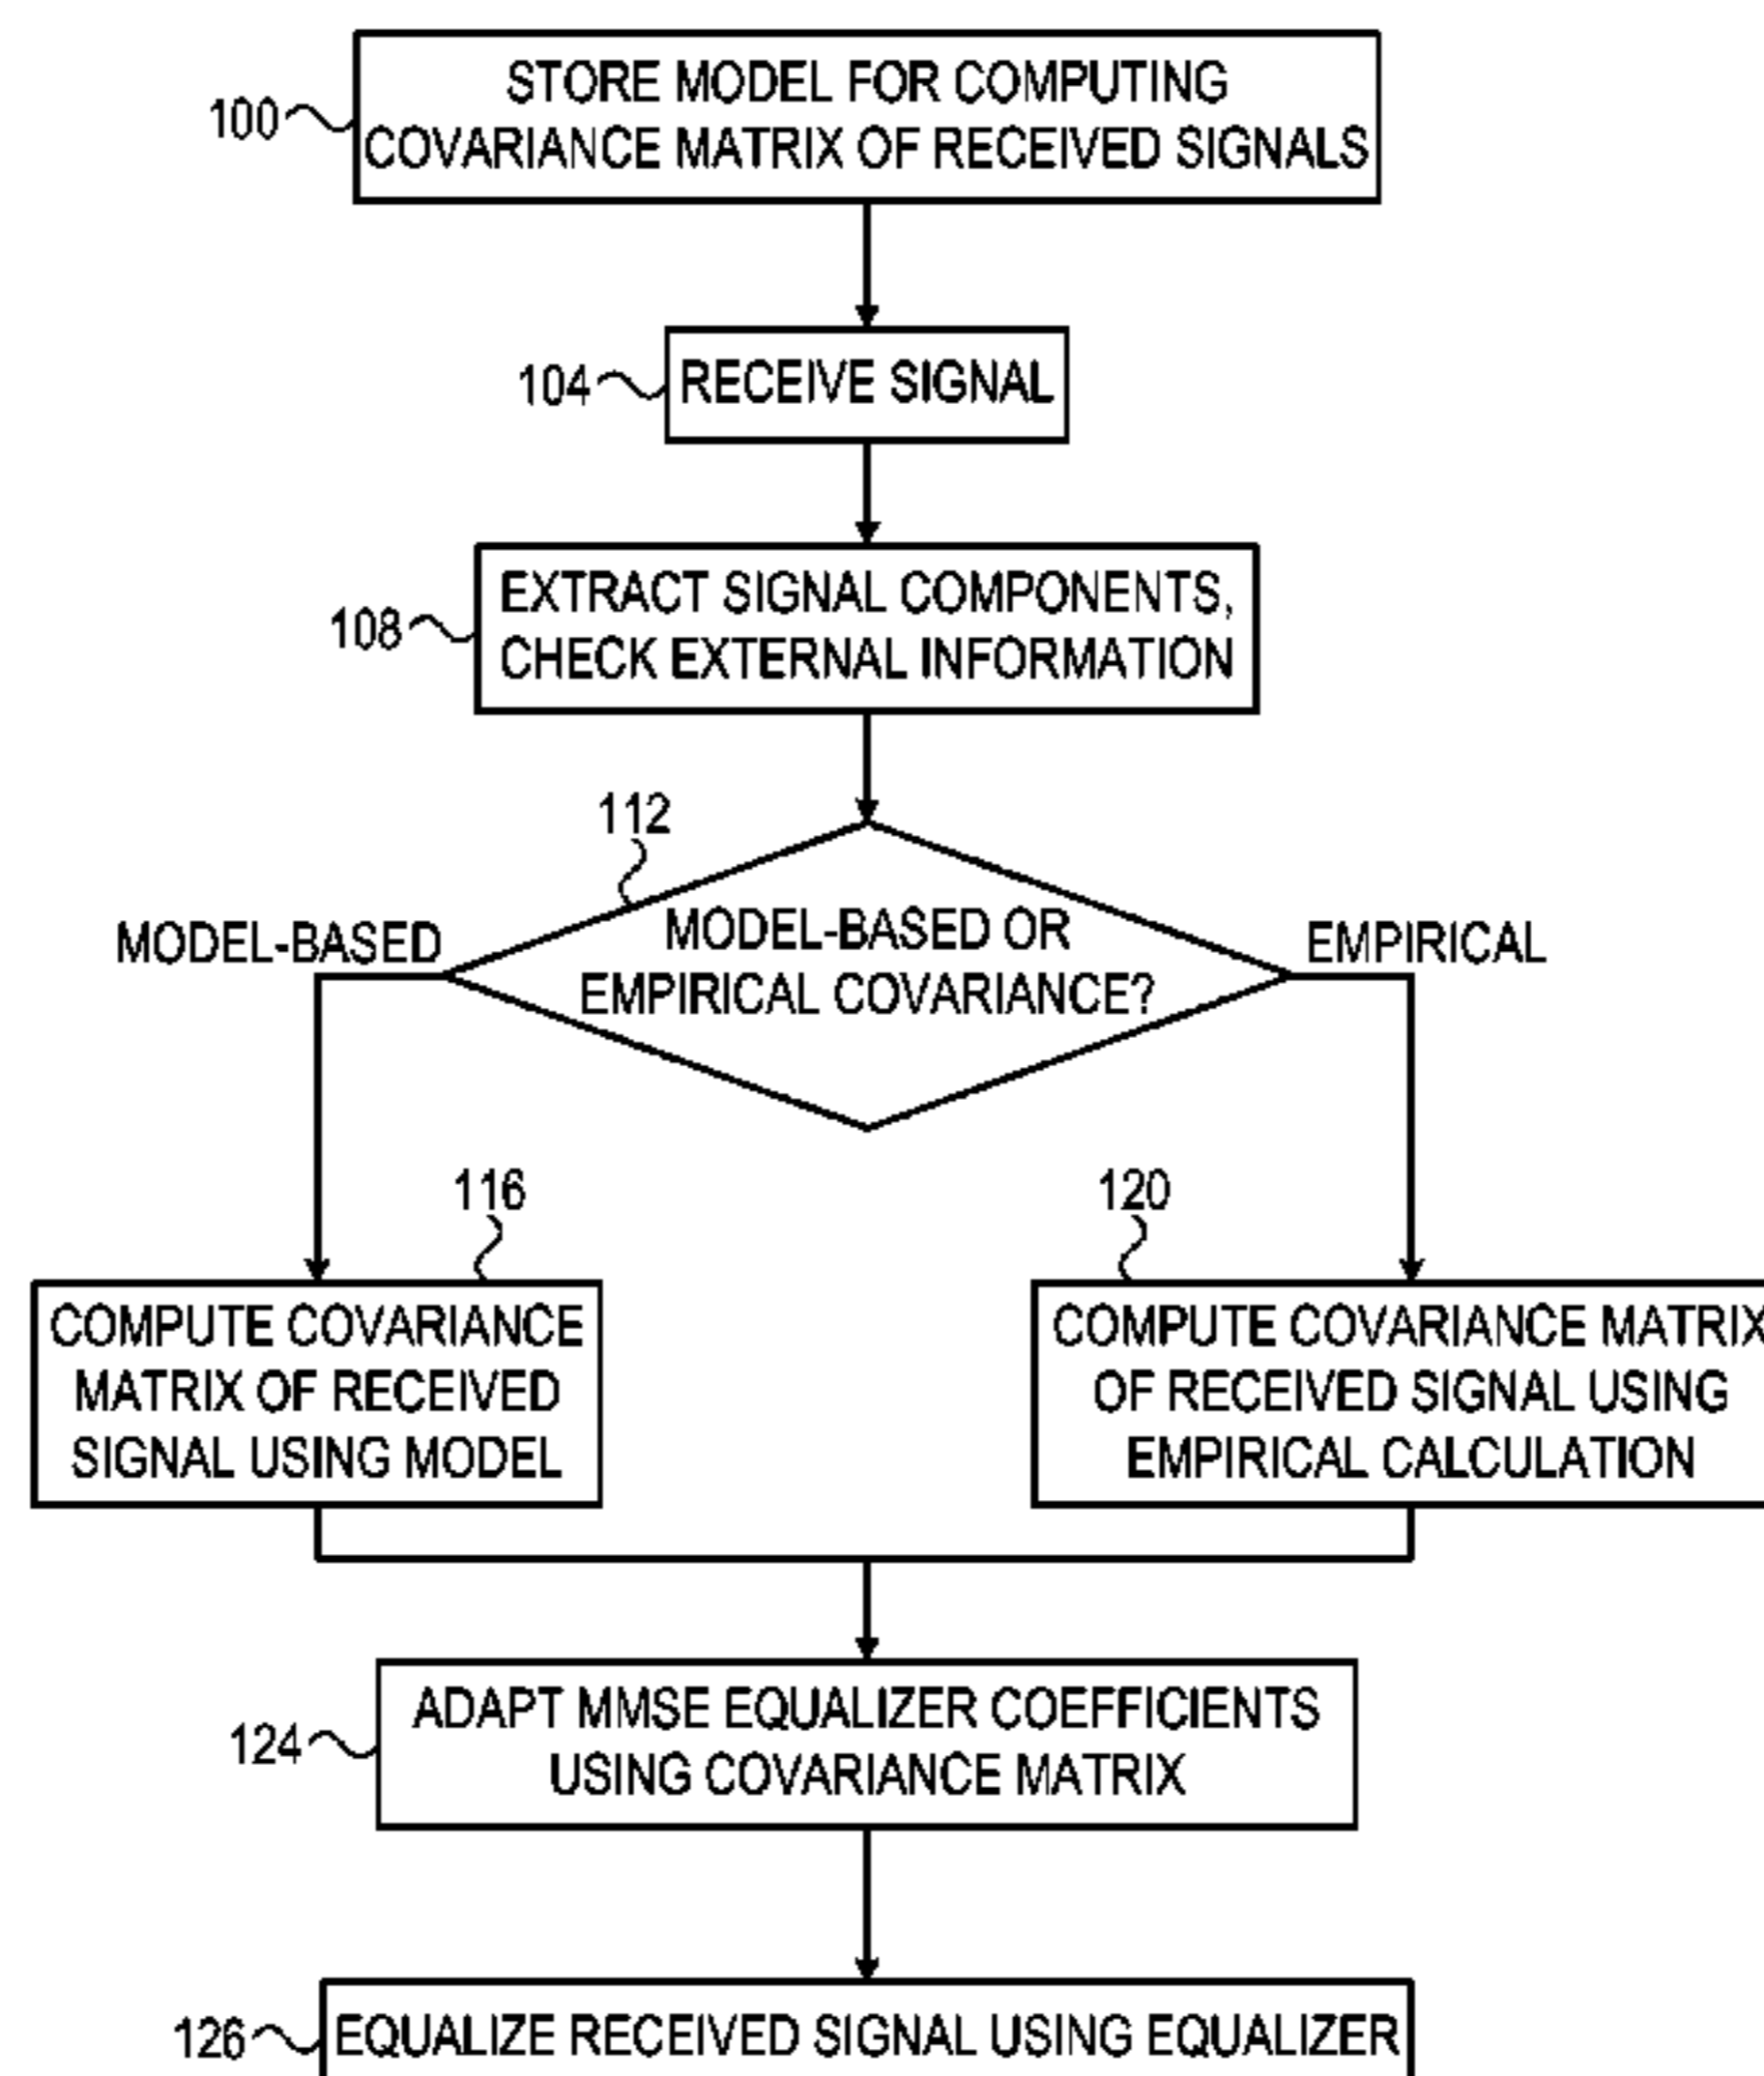 STORE MODEL FOR COMPUTING
100
COVARIANCE MATRIX OF RECEIVED SIGNALS
104
RECEIVE SIGNAL
EXTRACT SIGNAL COMPONENTS,
108
CHECK EXTERNAL INFORMATION
112
MODEL-BASED
MODEL-BASED OR
EMPIRICAL COVARIANCE?
EMPIRICAL
116
COMPUTE COVARIANCE
MATRIX OF RECEIVED
SIGNAL USING MODEL
120
COMPUTE COVARIANCE MATRIX
OF RECEIVED SIGNAL USING
EMPIRICAL CALCULATION
ADAPT MMSE EQUALIZER COEFFICIENTS
124
USING COVARIANCE MATRIX
126
EQUALIZE RECEIVED SIGNAL USING EQUALIZER